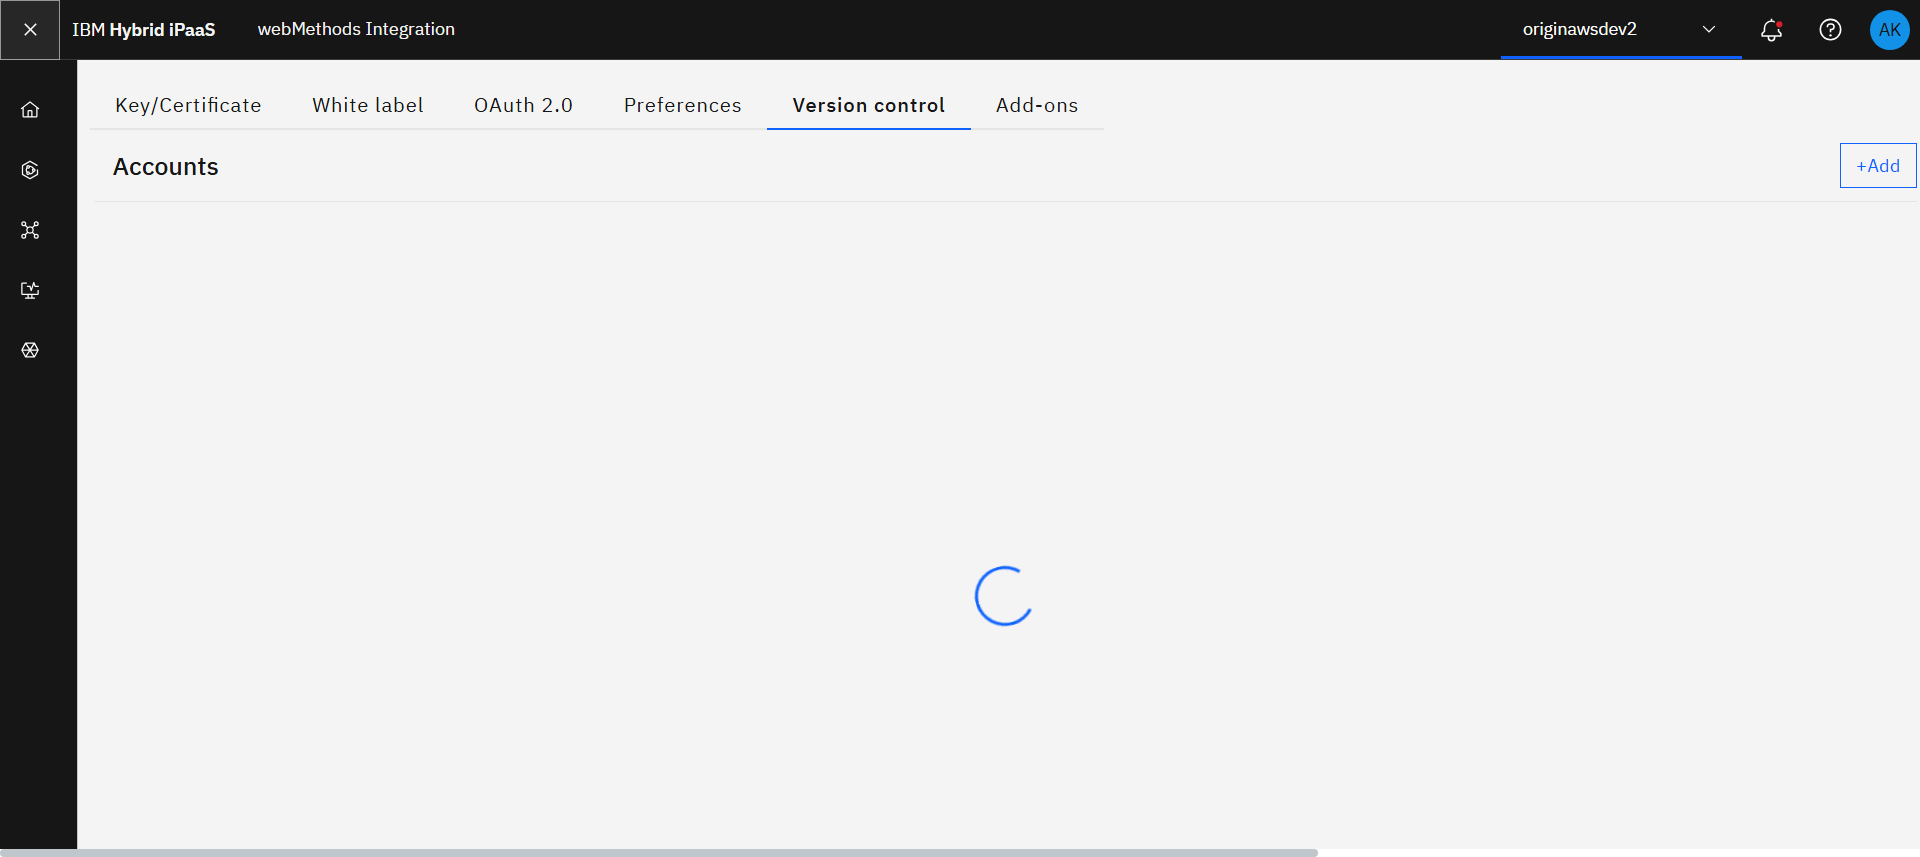 IBM Hybrid iPaaS webMethods Integration originawsdev2 AK
Key/Certificate White label OAuth 2.0 Preferences Version control Add-ons
Accounts +Add